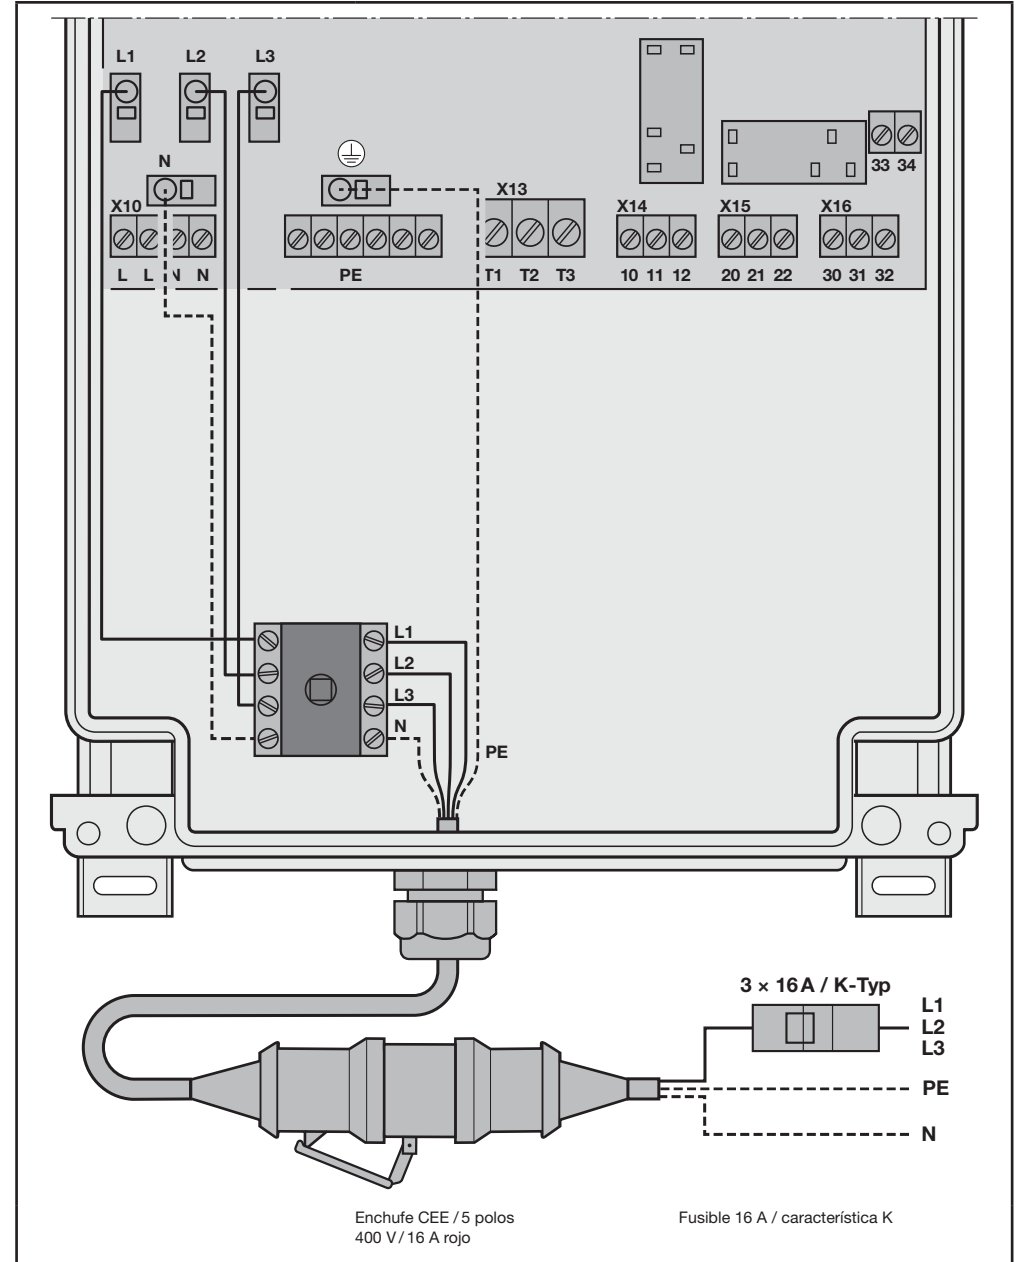 L1 L2 L3
N
33 34
X10 X13 X14 X15 X16
L L N N PE T1 T2 T3 10 11 12 20 21 22 30 31 32
L1
L2
L3
N
PE
3 × 16 A / K-Typ
L1
L2
L3
PE
N
Enchufe CEE / 5 polos
400 V / 16 A rojo
Fusible 16 A / característica K